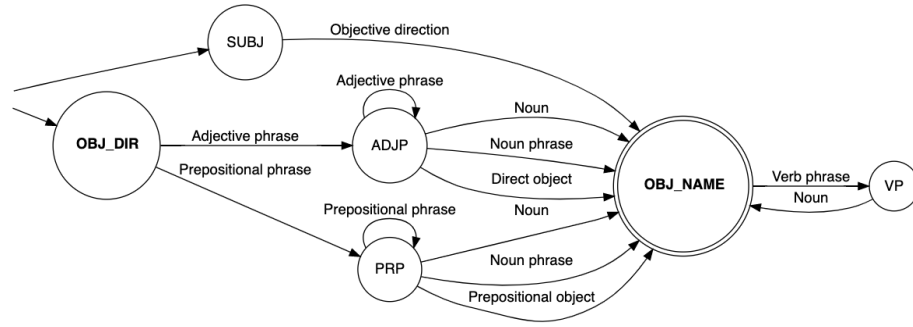 Objective direction
SUBJ
Adjective phrase
Noun
OBJ_DIR
Adjective phrase
ADJP
Noun phrase
Prepositional phrase
Direct object
OBJ_NAME
Verb phrase
VP
Noun
Prepositional phrase
Noun
PRP
Noun phrase
Prepositional object